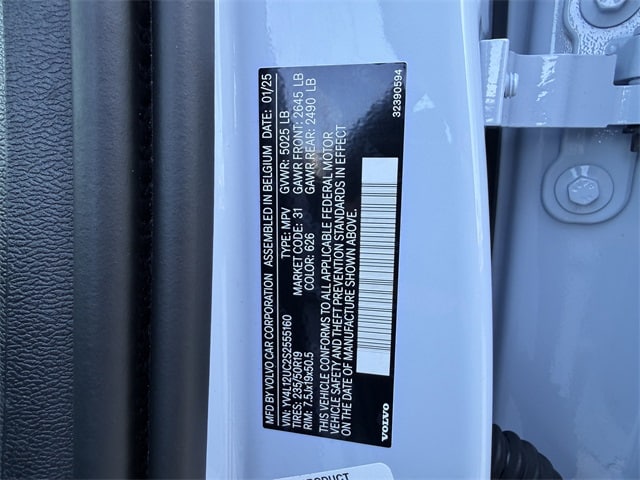 MFD BY VOLVO CAR CORPORATION ASSEMBLED IN BELGIUM DATE: 01/25
VIN: YV4L12UC2S2555160 TYPE: MPV GVWR: 5025 LB
TIRES: 235/50R19 MARKET CODE: 31 GAWR FRONT: 2645 LB
RIM: 7.5Jx19x50.5 COLOR: 626 GAWR REAR: 2490 LB
THIS VEHICLE CONFORMS TO ALL APPLICABLE FEDERAL MOTOR
VEHICLE SAFETY AND THEFT PREVENTION STANDARDS IN EFFECT
ON THE DATE OF MANUFACTURE SHOWN ABOVE.
VOLVO 32390594
PRODUCT